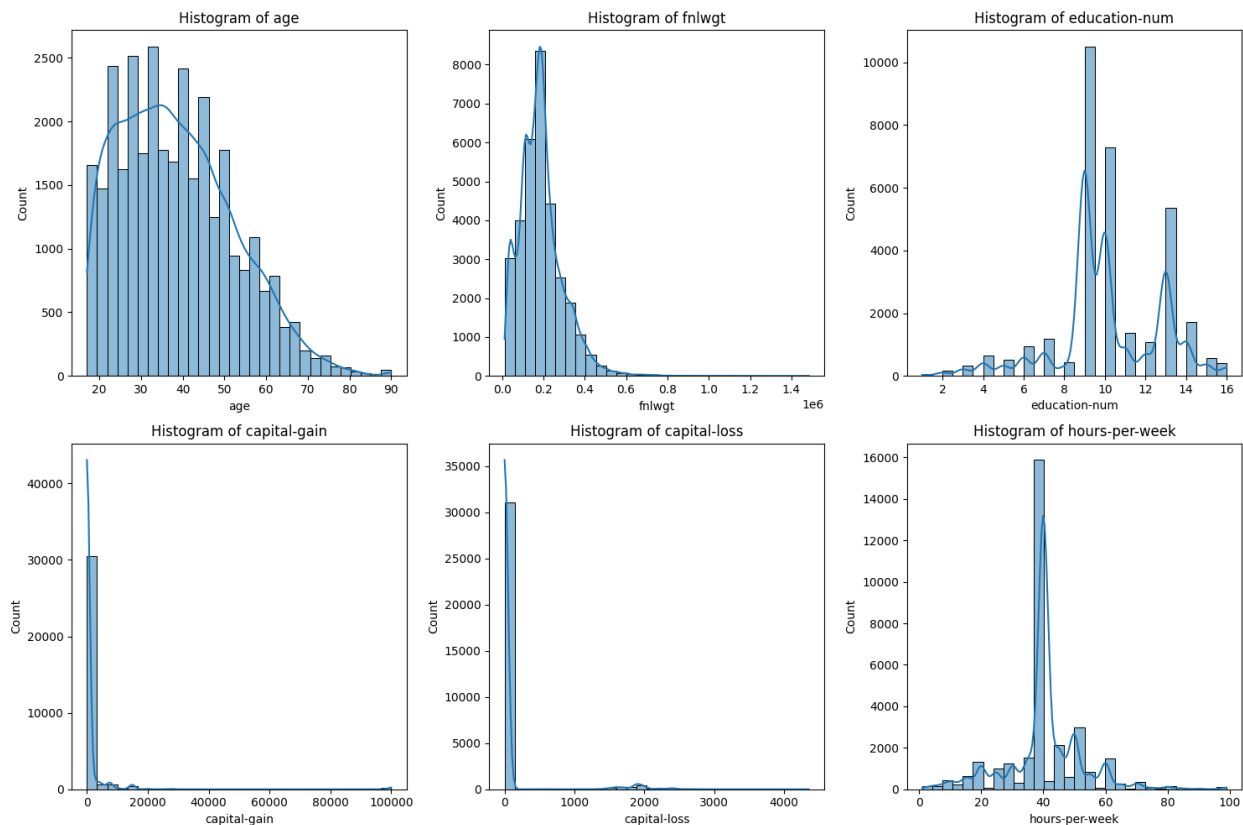 Histogram of age
2500
2000
1500
1000
500
0
Count
20 30 40 50 60 70 80 90
age
Histogram of fnlwgt
8000
7000
6000
5000
4000
3000
2000
1000
0
Count
0.0 0.2 0.4 0.6 0.8 1.0 1.2 1.4
1e6
fnlwgt
Histogram of education-num
10000
8000
6000
4000
2000
0
Count
2 4 6 8 10 12 14 16
education-num
Histogram of capital-gain
40000
30000
20000
10000
0
Count
0 20000 40000 60000 80000 100000
capital-gain
Histogram of capital-loss
35000
30000
25000
20000
15000
10000
5000
0
Count
0 1000 2000 3000 4000
capital-loss
Histogram of hours-per-week
16000
14000
12000
10000
8000
6000
4000
2000
0
Count
0 20 40 60 80 100
hours-per-week